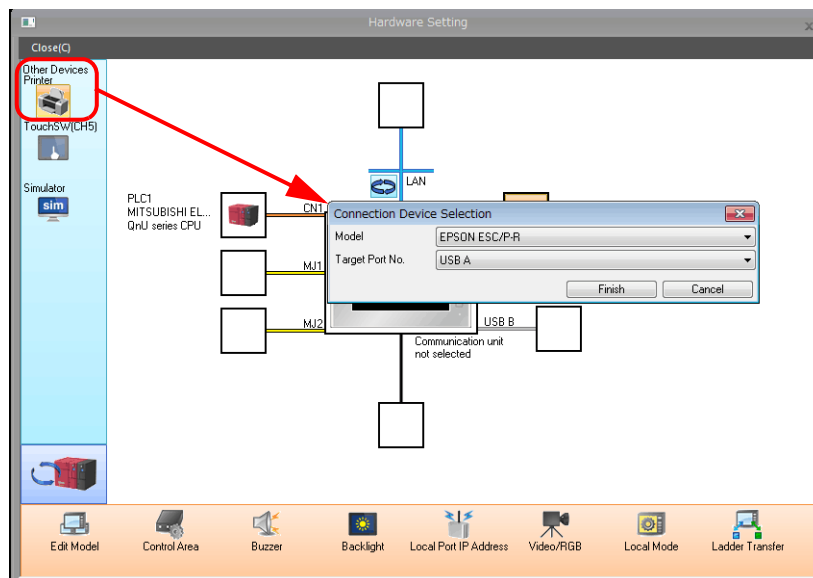 Hardware Setting
Close(C)
Other Devices
Printer
TouchSW(CH5)
Simulator
sim
LAN
PLC1
MITSUBISHI EL...
QnU series CPU
CN1
Connection Device Selection
Model
EPSON ESC/P-R
Target Port No.
USB A
Finish
Cancel
MJ1
MJ2
USB B
Communication unit
not selected
Edit Model
Control Area
Buzzer
Backlight
Local Port IP Address
Video/RGB
Local Mode
Ladder Transfer